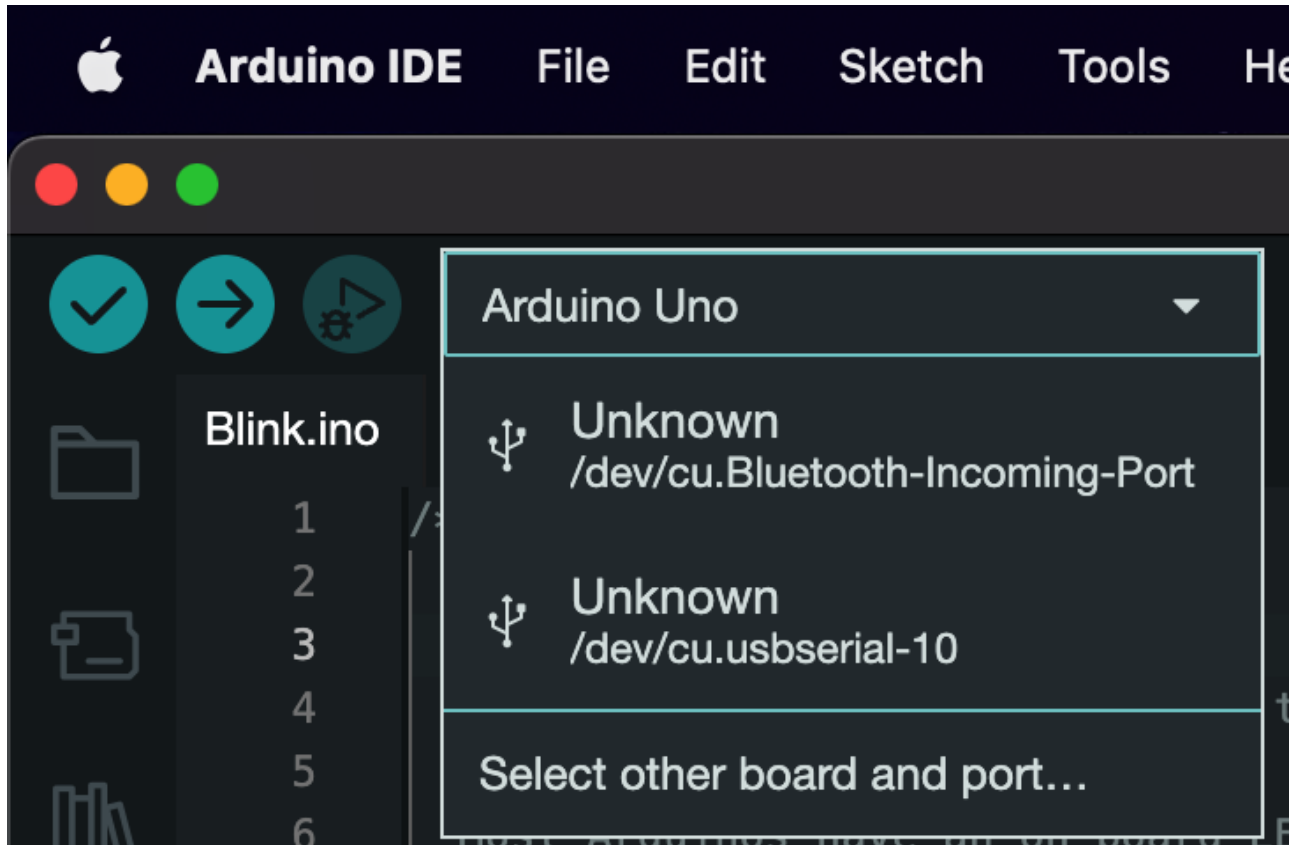 Arduino IDE File Edit Sketch Tools He
Arduino Uno
Blink.ino
Unknown
/dev/cu.Bluetooth-Incoming-Port
1 /*
2
Unknown
3 /dev/cu.usbserial-10
4 t
5 Select other board and port...
6